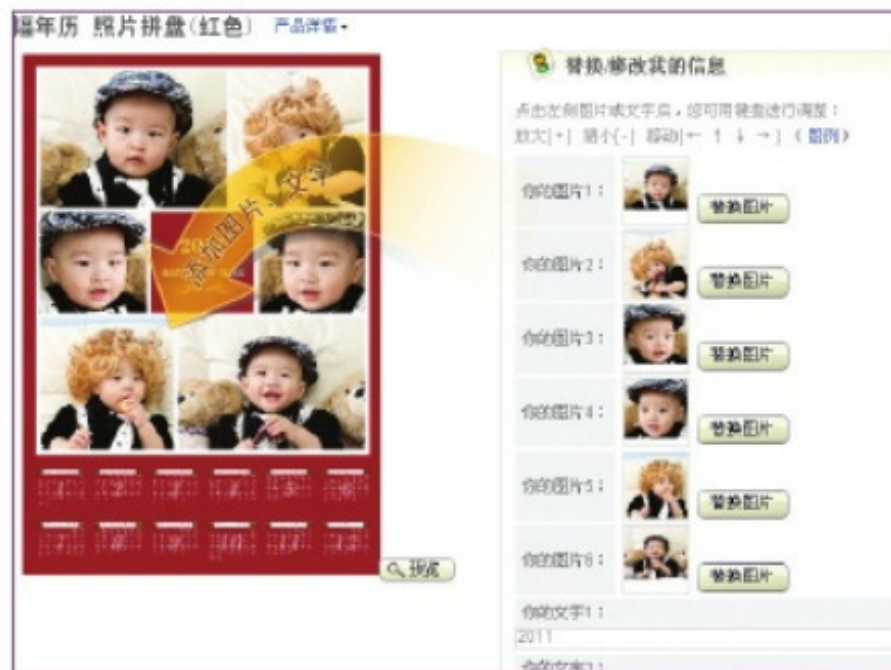 福年历 照片拼盘(红色) 产品详情
添加图片、文字
预览
替换/修改我的信息
点击左侧图片或文字后，您可用键盘进行调整：
放大[+] 缩小[-] 移动[← ↑ ↓ →] （图例）
你的图片1：
替换图片
你的图片2：
替换图片
你的图片3：
替换图片
你的图片4：
替换图片
你的图片5：
替换图片
你的图片6：
替换图片
你的文字1：
2011